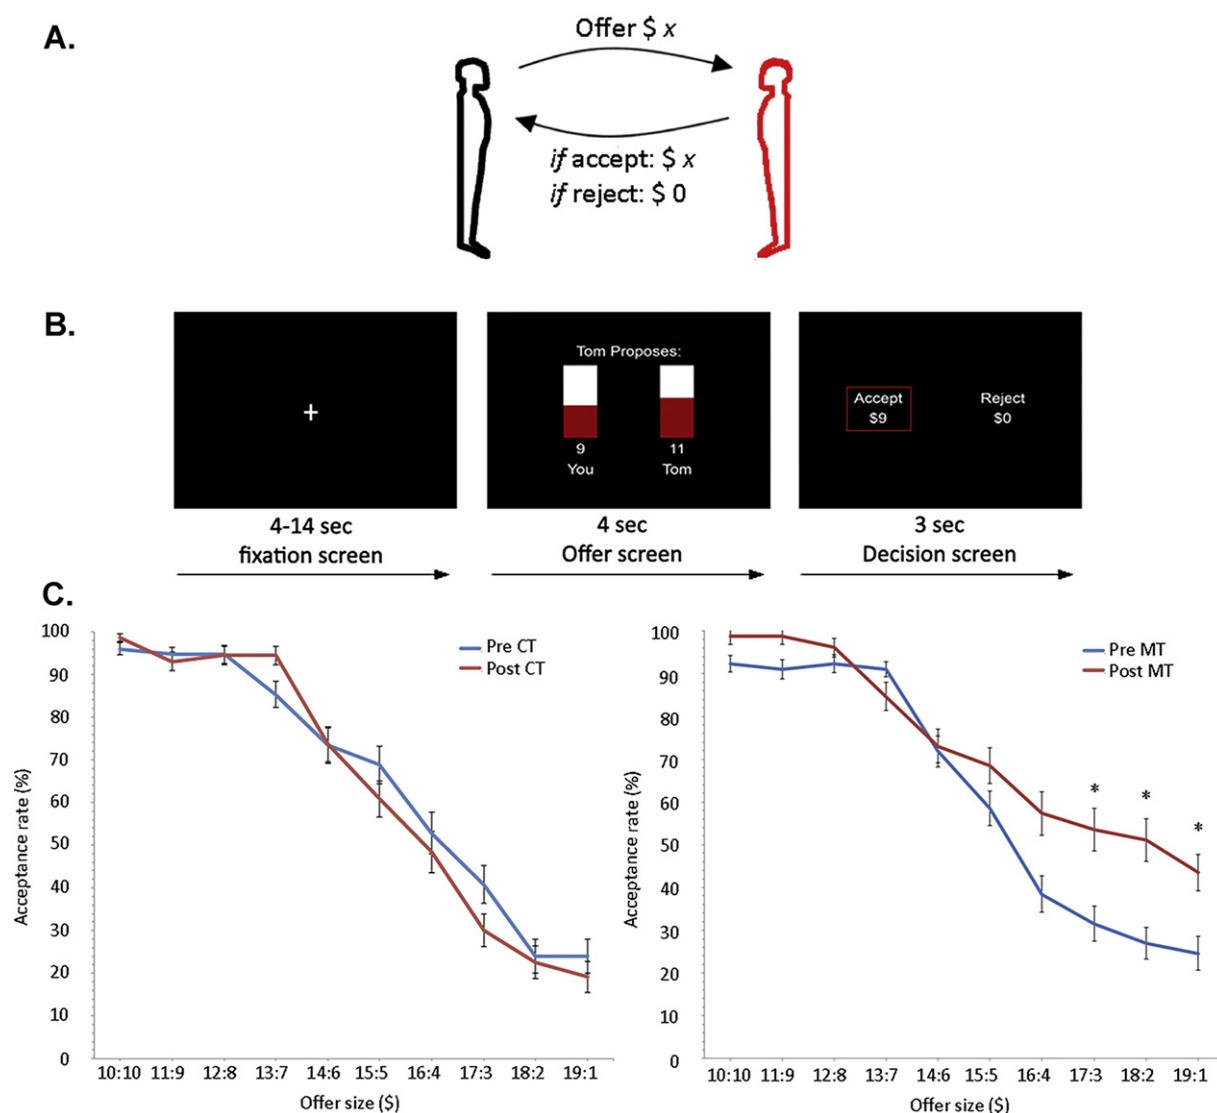 A.
Offer $ x
if accept: $ x
if reject: $ 0
B.
+
Tom Proposes:
9 11
You Tom
Accept Reject
$9 $0
4-14 sec
fixation screen
4 sec
Offer screen
3 sec
Decision screen
C.
Acceptance rate (%)
100
90
80
70
60
50
40
30
20
10
0
Pre CT
Post CT
10:10 11:9 12:8 13:7 14:6 15:5 16:4 17:3 18:2 19:1
Offer size ($)
Acceptance rate (%)
100
90
80
70
60
50
40
30
20
10
0
Pre MT
Post MT
* * *
10:10 11:9 12:8 13:7 14:6 15:5 16:4 17:3 18:2 19:1
Offer size ($)